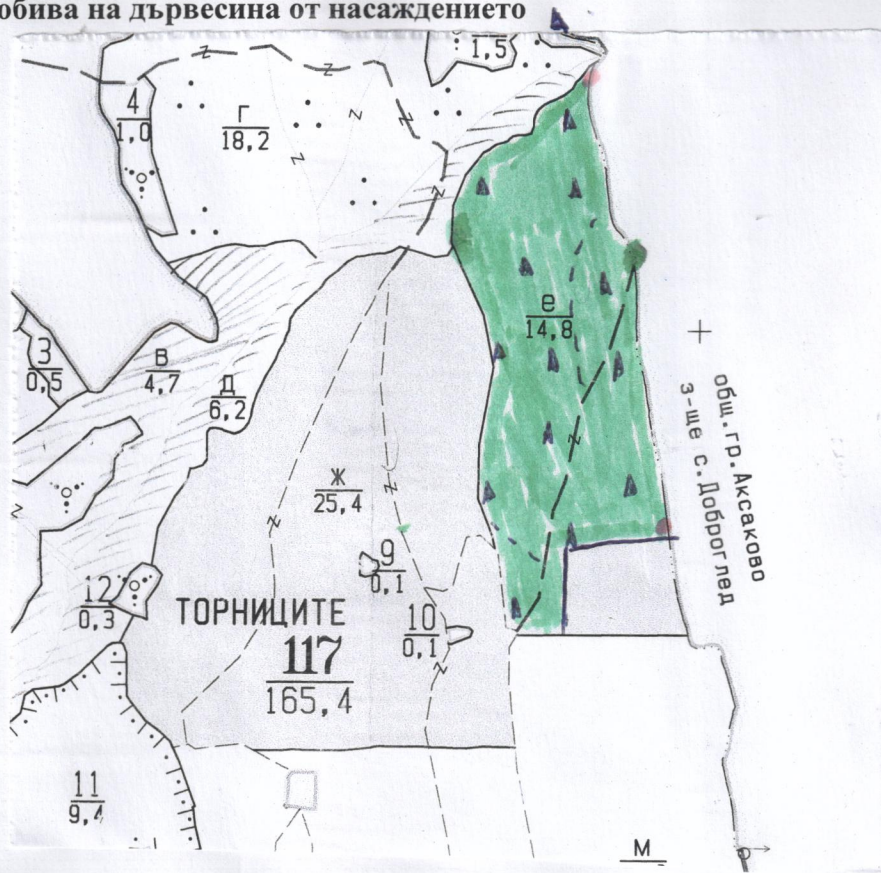 обива на дървесина от насаждението
1,5
4
1,0
г
18,2
е
14,8
З
0,5
в
4,7
Д
6,2
общ.гр.Аксаково
з-ще с.Доброглед
ж
25,4
9
0,1
12
0,3
ТОРНИЦИТЕ
117
165,4
10
0,1
11
9,4
м